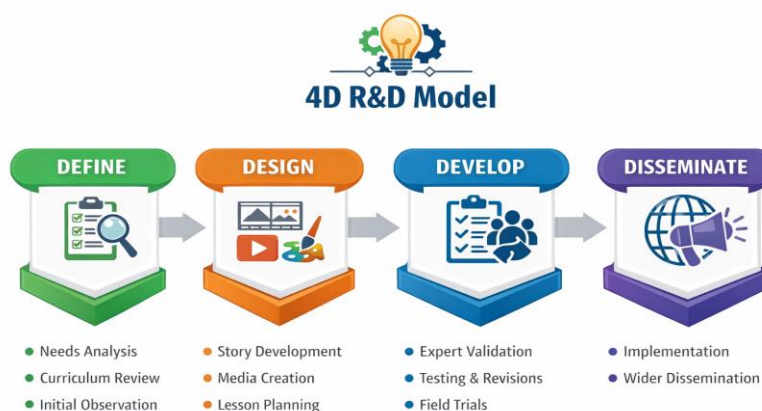 4D R&D Model
DEFINE
DESIGN
DEVELOP
DISSEMINATE
Needs Analysis
Curriculum Review
Initial Observation
Story Development
Media Creation
Lesson Planning
Expert Validation
Testing & Revisions
Field Trials
Implementation
Wider Dissemination